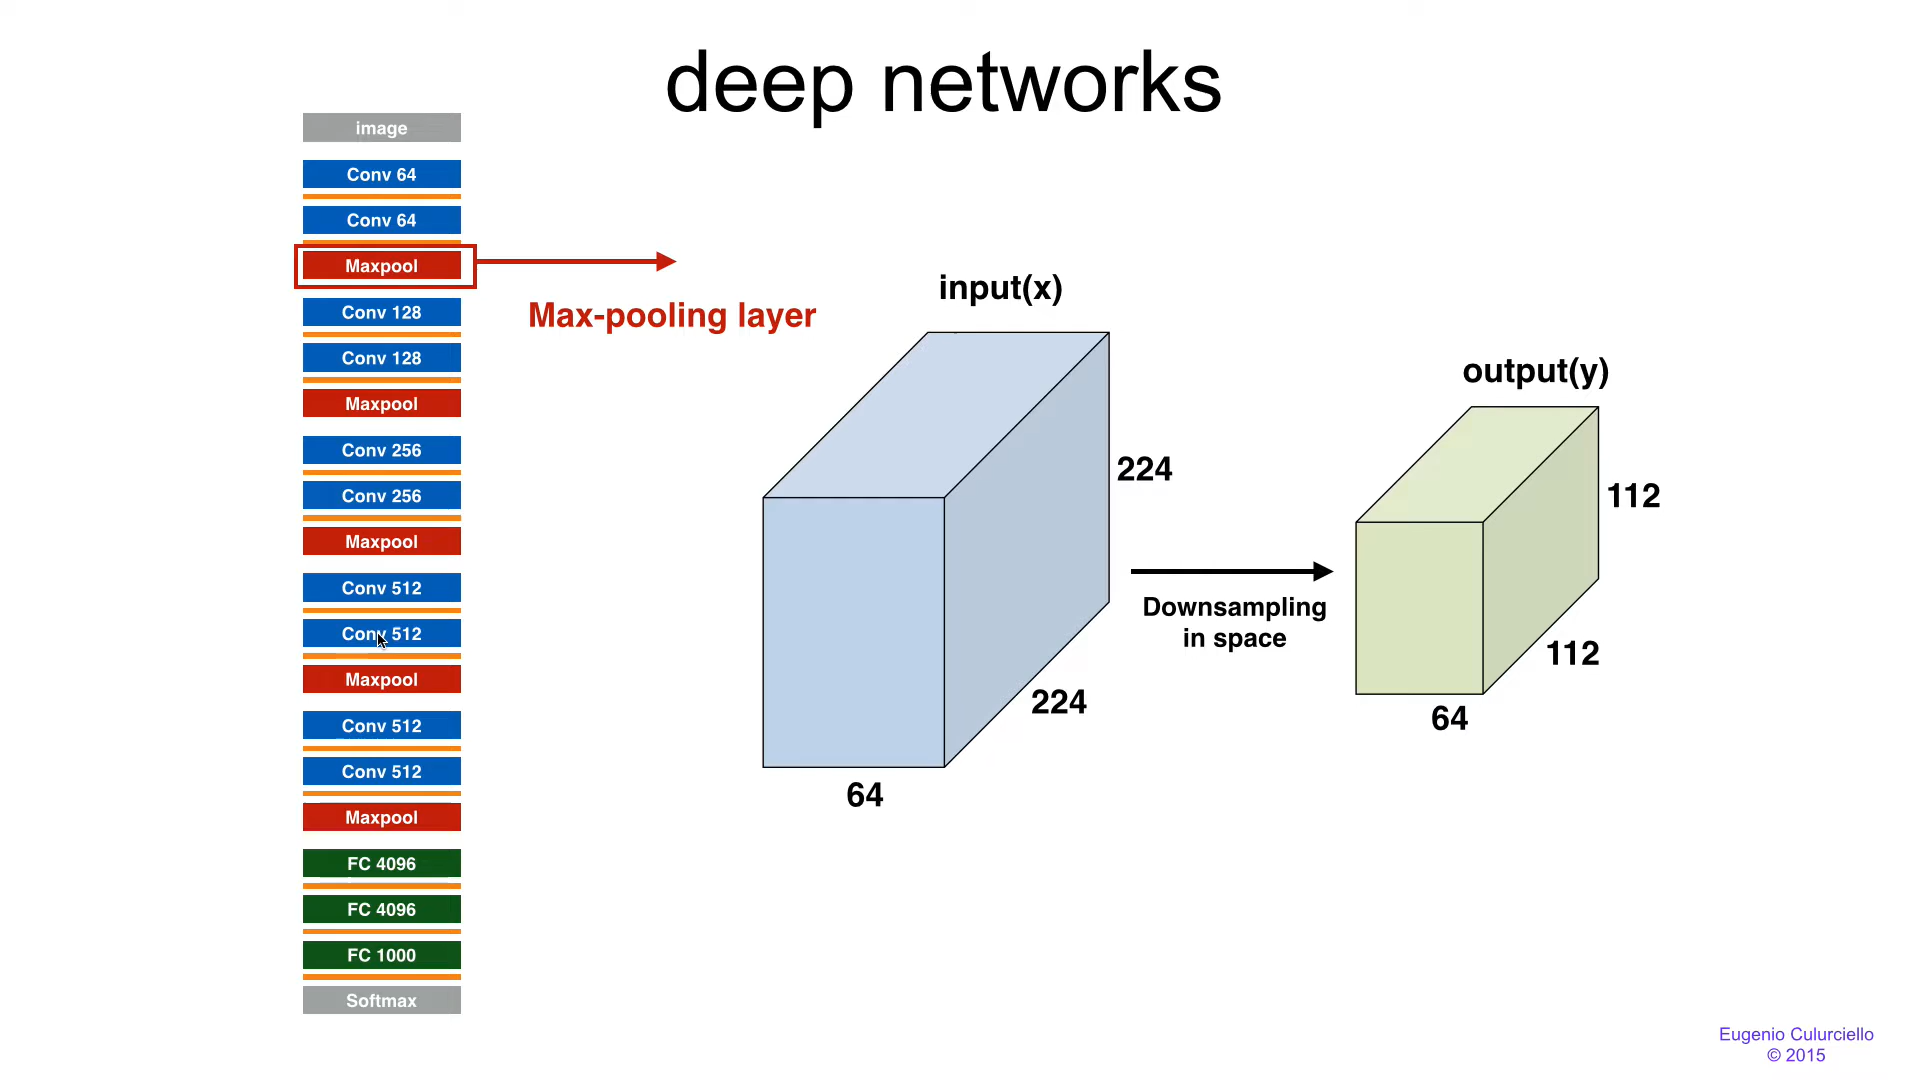 deep networks
image
Conv 64
Conv 64
Maxpool
Conv 128
Conv 128
Maxpool
Conv 256
Conv 256
Maxpool
Conv 512
Conv 512
Maxpool
Conv 512
Conv 512
Maxpool
FC 4096
FC 4096
FC 1000
Softmax
Max-pooling layer
input(x)
224
224
64
Downsampling
in space
output(y)
112
112
64
Eugenio Culurciello
© 2015